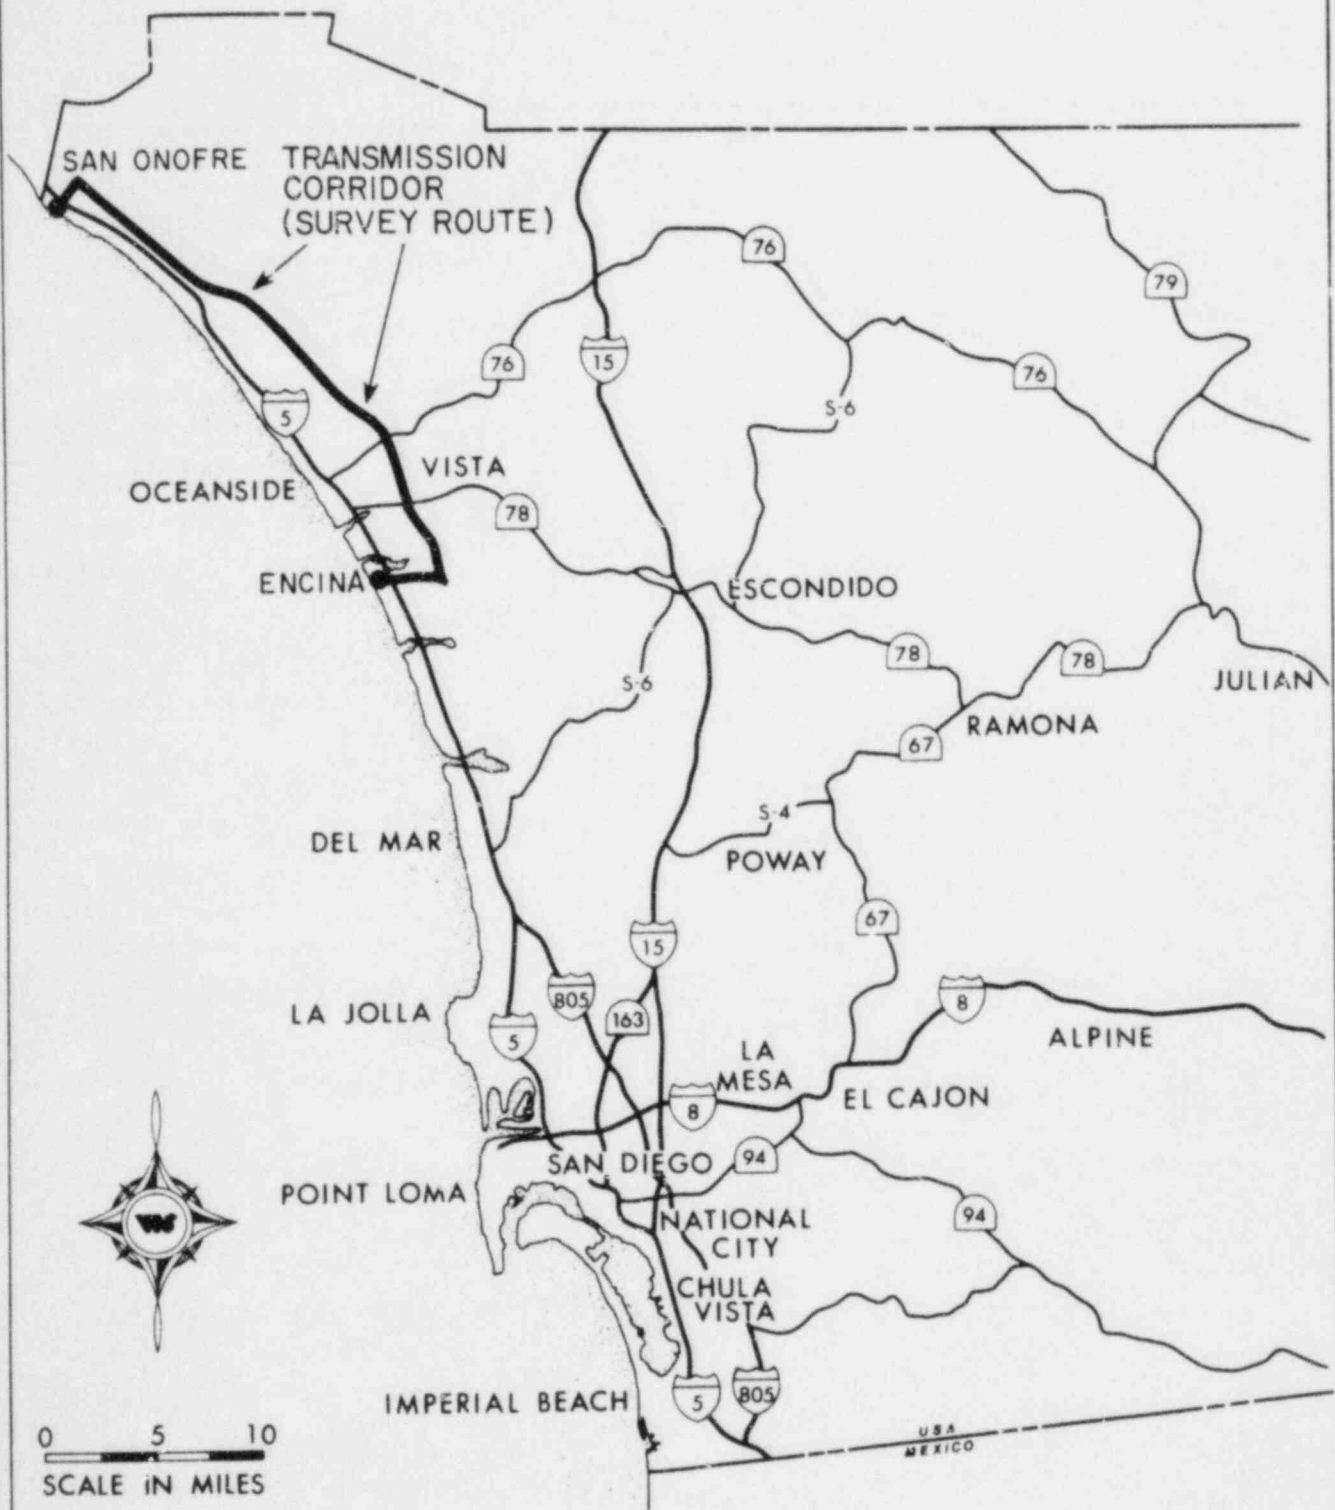 SAN ONOFRE
TRANSMISSION
CORRIDOR
(SURVEY ROUTE)
76
79
15
76
76
5
S-6
VISTA
OCEANSIDE
78
ENCINA
ESCONDIDO
78
78
S-6
JULIAN
RAMONA
67
S-4
DEL MAR
POWAY
67
15
805
8
LA JOLLA
163
5
ALPINE
LA
MESA
8
EL CAJON
SAN DIEGO
94
POINT LOMA
NATIONAL
CITY
94
CHULA
VISTA
IMPERIAL BEACH
5
805
USA
MEXICO
0 5 10
SCALE IN MILES